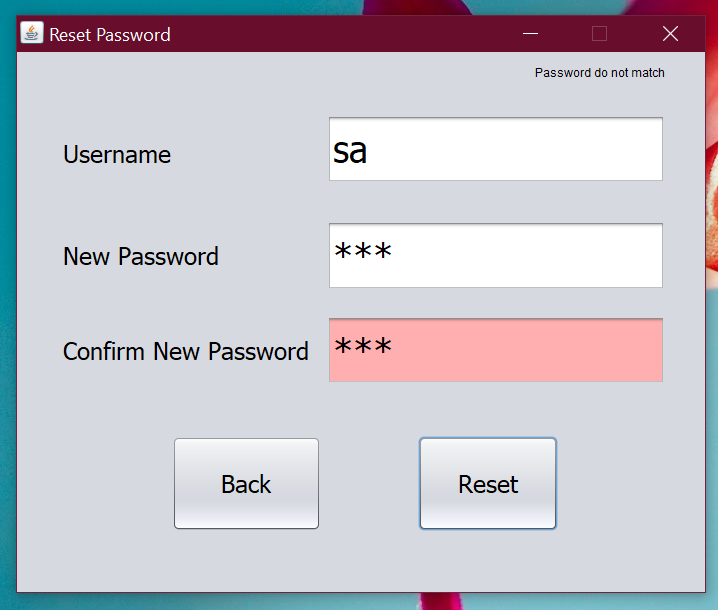 Reset Password
Password do not match
Username
sa
New Password
***
Confirm New Password
***
Back
Reset